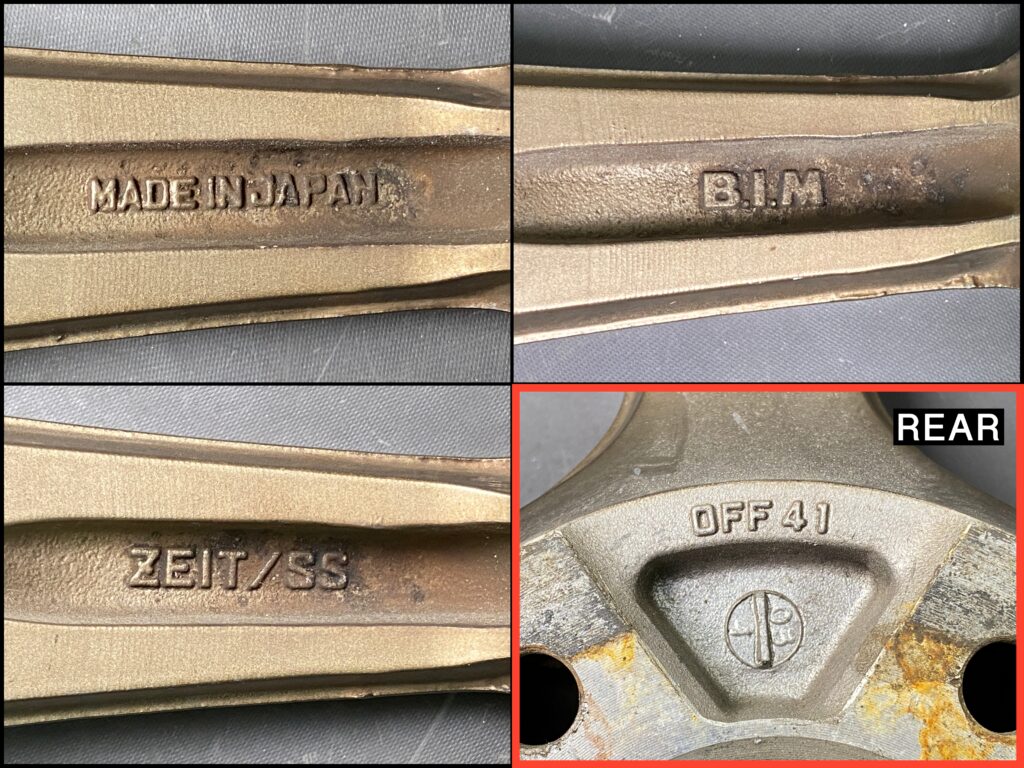 MADE IN JAPAN
B.I.M
ZEIT/SS
REAR
OFF 41